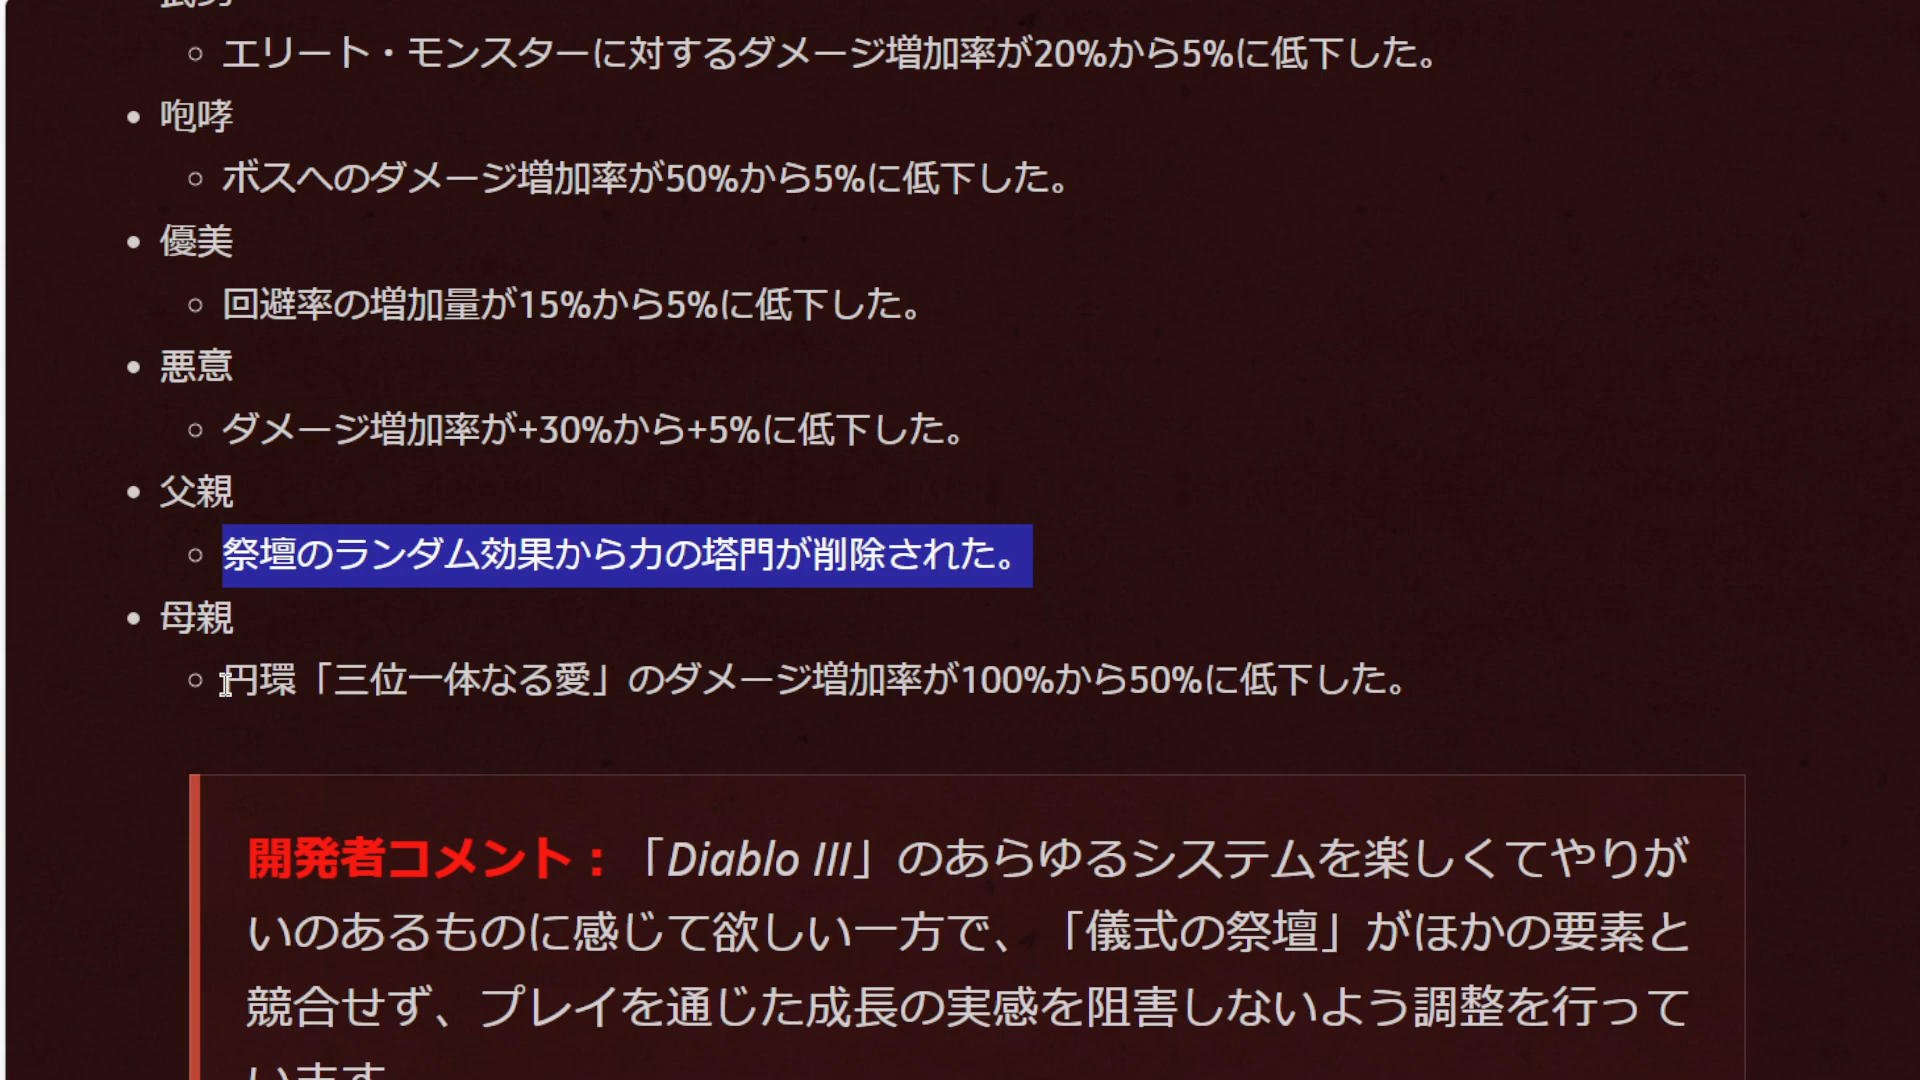 エリート・モンスターに対するダメージ増加率が20%から5%に低下した。
咆哮
ボスへのダメージ増加率が50%から5%に低下した。
優美
回避率の増加量が15%から5%に低下した。
悪意
ダメージ増加率が+30%から+5%に低下した。
父親
祭壇のランダム効果から力の塔門が削除された。
母親
円環「三位一体なる愛」のダメージ増加率が100%から50%に低下した。
開発者コメント：「Diablo III」のあらゆるシステムを楽しくてやりが
いのあるものに感じて欲しい一方で、「儀式の祭壇」がほかの要素と
競合せず、プレイを通じた成長の実感を阻害しないよう調整を行って
います